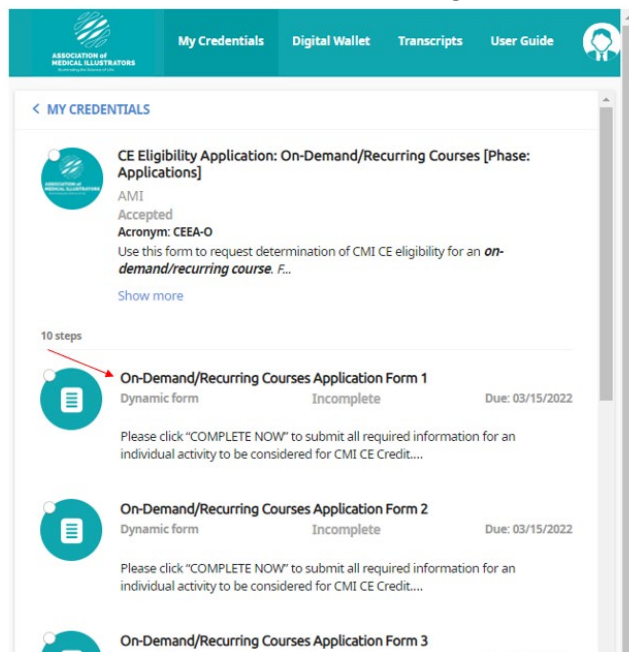 ASSOCIATION of
MEDICAL ILLUSTRATORS
My Credentials
Digital Wallet
Transcripts
User Guide
< MY CREDENTIALS
CE Eligibility Application: On-Demand/Recurring Courses [Phase:
Applications]
AMI
Accepted
Acronym: CEEA-O
Use this form to request determination of CMI CE eligibility for an on-
demand/recurring course. F...
Show more
10 steps
On-Demand/Recurring Courses Application Form 1
Dynamic form Incomplete Due: 03/15/2022
Please click "COMPLETE NOW" to submit all required information for an
individual activity to be considered for CMI CE Credit....
On-Demand/Recurring Courses Application Form 2
Dynamic form Incomplete Due: 03/15/2022
Please click "COMPLETE NOW" to submit all required information for an
individual activity to be considered for CMI CE Credit....
On-Demand/Recurring Courses Application Form 3